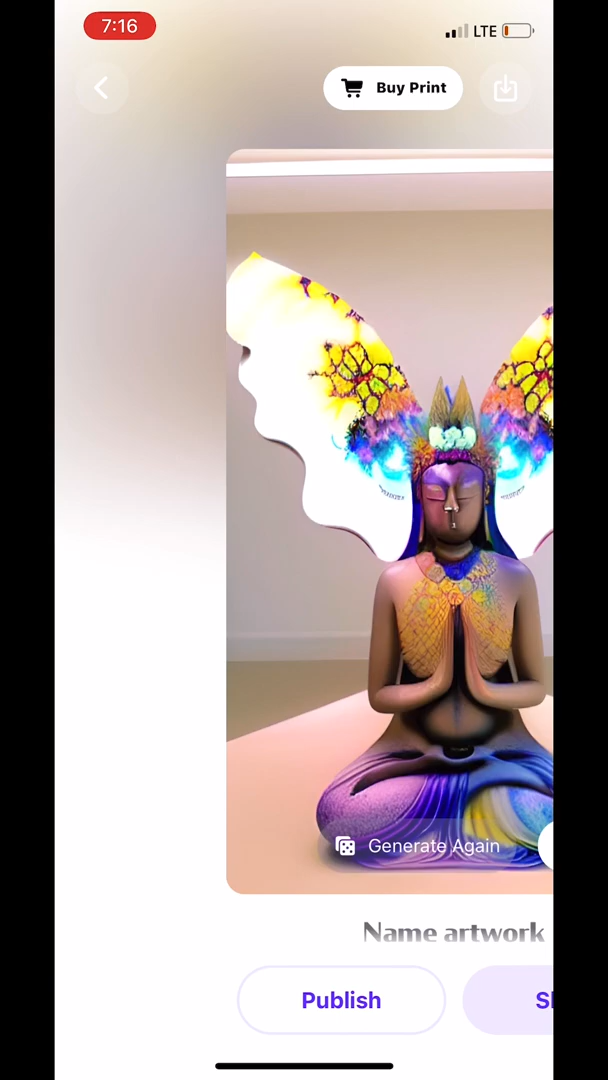 7:16
LTE
Buy Print
Generate Again
Name artwork
Publish